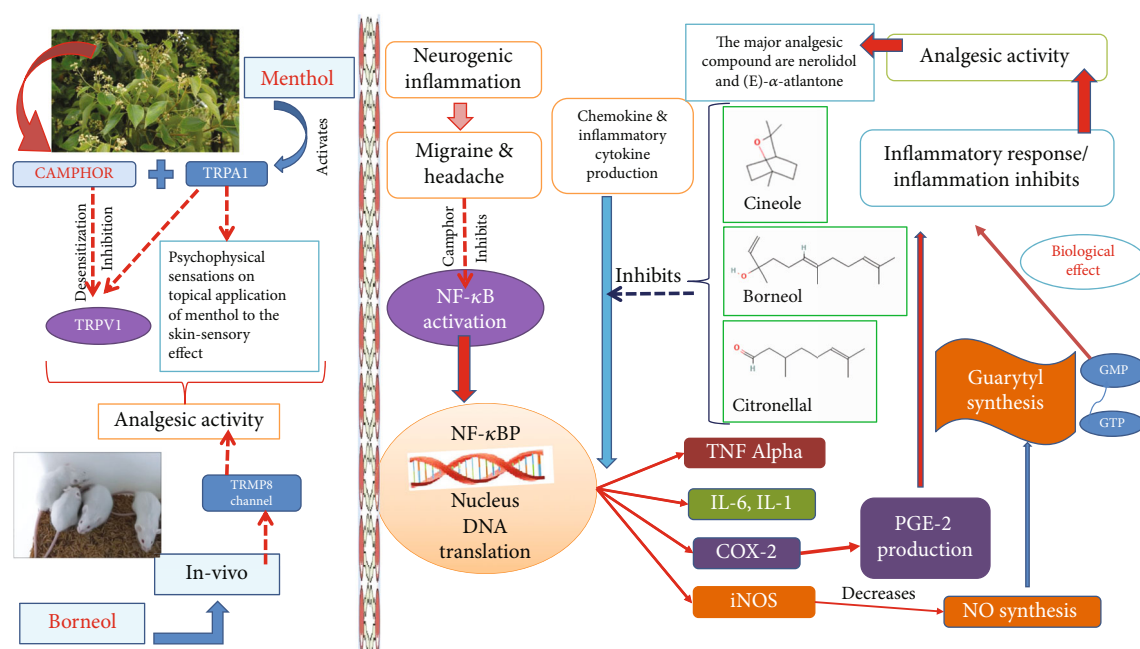 Menthol
Activates
CAMPHOR
TRPA1
Desensitization
Inhibition
Psychophysical
sensations on
topical application
of menthol to the
skin-sensory
effect
TRPV1
Analgesic activity
TRMP8
channel
In-vivo
Borneol
Neurogenic
inflammation
Migraine &
headache
Camphor
Inhibits
NF-κB
activation
NF-κBP
Nucleus
DNA
translation
Chemokine &
inflammatory
cytokine
production
Inhibits
The major analgesic
compound are nerolidol
and (E)-α-atlantone
Analgesic activity
O
Cineole
H
H
O
Borneol
O
H
Citronellal
Inflammatory response/
inflammation inhibits
Biological
effect
Guarytyl
synthesis
GMP
GTP
TNF Alpha
IL-6, IL-1
COX-2
PGE-2
production
iNOS
Decreases
NO synthesis